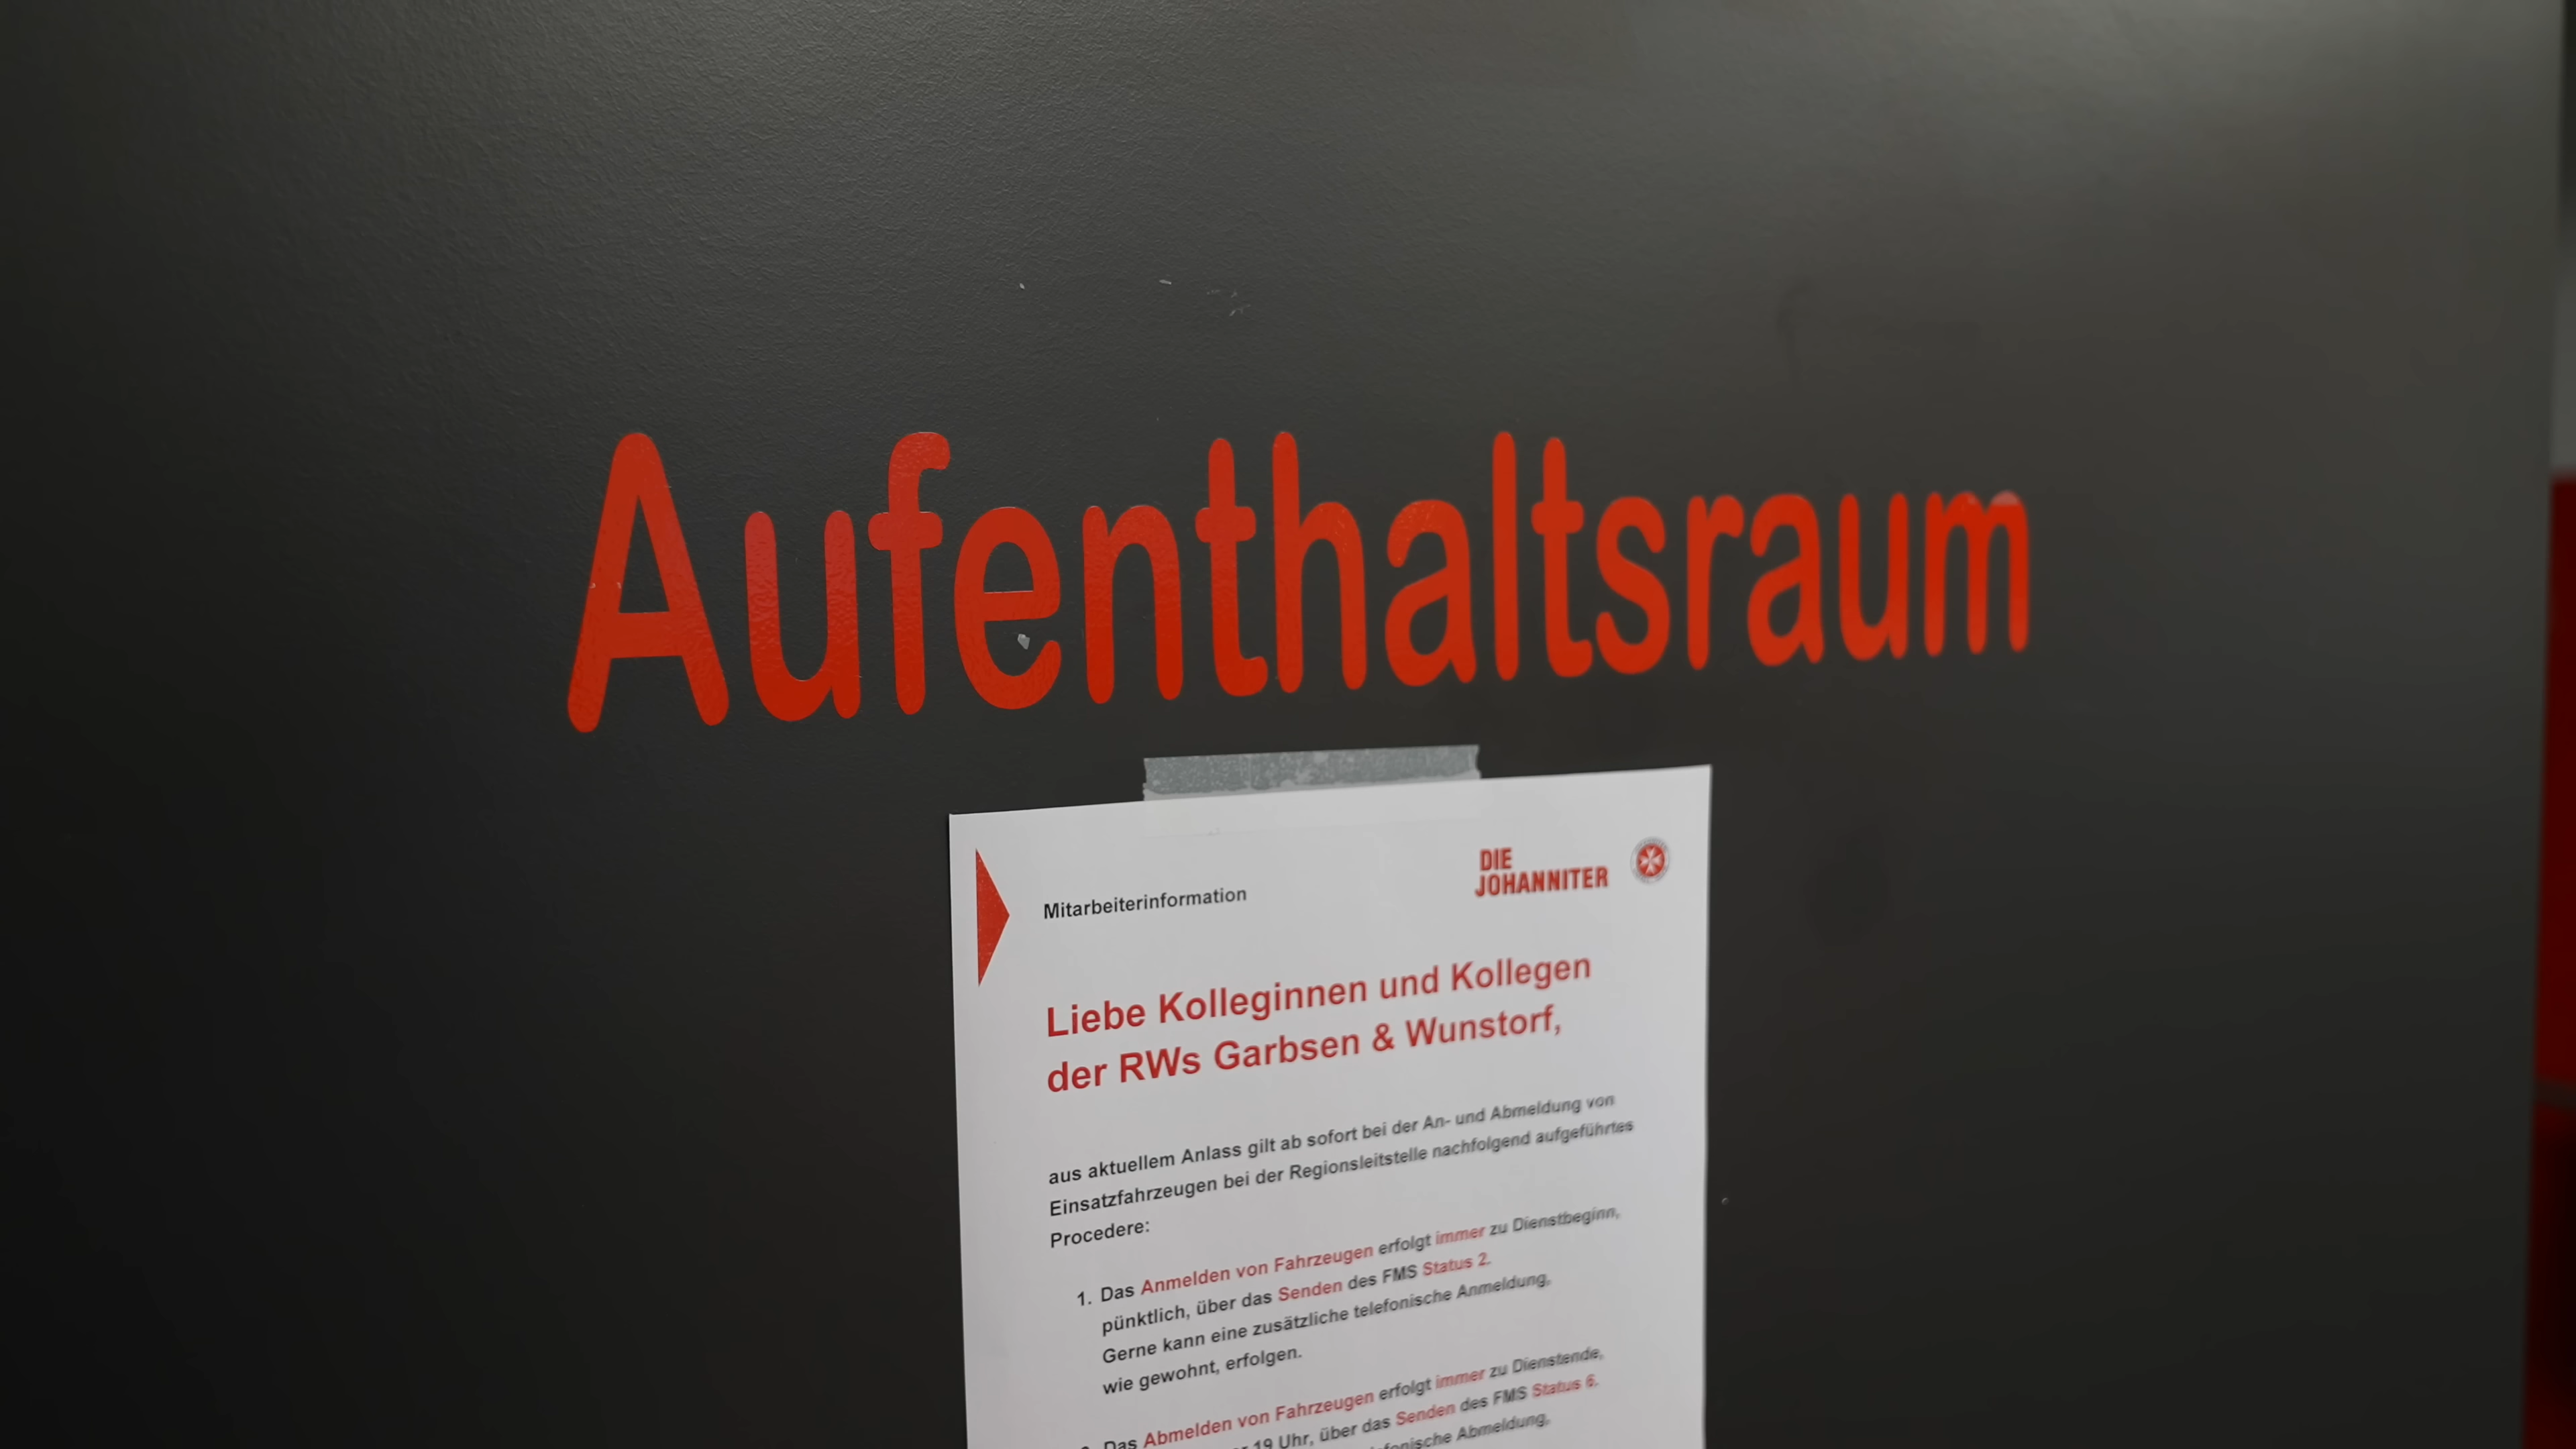 Aufenthaltsraum
Mitarbeiterinformation
DIE
JOHANNITER
Liebe Kolleginnen und Kollegen
der RWs Garbsen & Wunstorf,
aus aktuellem Anlass gilt ab sofort bei der An- und Abmeldung von
Einsatzfahrzeugen bei der Regionsleitstelle nachfolgend aufgeführtes
Procedere:
1. Das Anmelden von Fahrzeugen erfolgt immer zu Dienstbeginn,
pünktlich, über das Senden des FMS Status 2.
Gerne kann eine zusätzliche telefonische Anmeldung,
wie gewohnt, erfolgen.
Das Abmelden von Fahrzeugen erfolgt immer zu Dienstende,
19 Uhr, über das Senden des FMS Status 6.
Abmeldung,